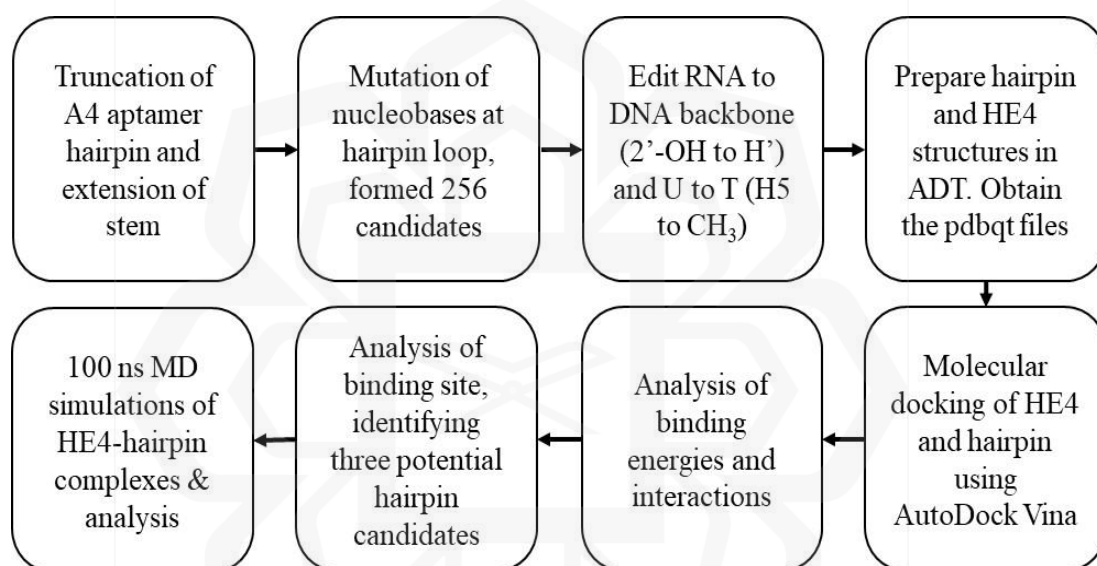 Truncation of
A4 aptamer
hairpin and
extension of
stem
Mutation of
nucleobases at
hairpin loop,
formed 256
candidates
Edit RNA to
DNA backbone
(2’-OH to H’)
and U to T (H5
to CH₃)
Prepare hairpin
and HE4
structures in
ADT. Obtain
the pdbqt files
Molecular
docking of HE4
and hairpin
using
AutoDock Vina
Analysis of
binding
energies and
interactions
Analysis of
binding site,
identifying
three potential
hairpin
candidates
100 ns MD
simulations of
HE4-hairpin
complexes &
analysis